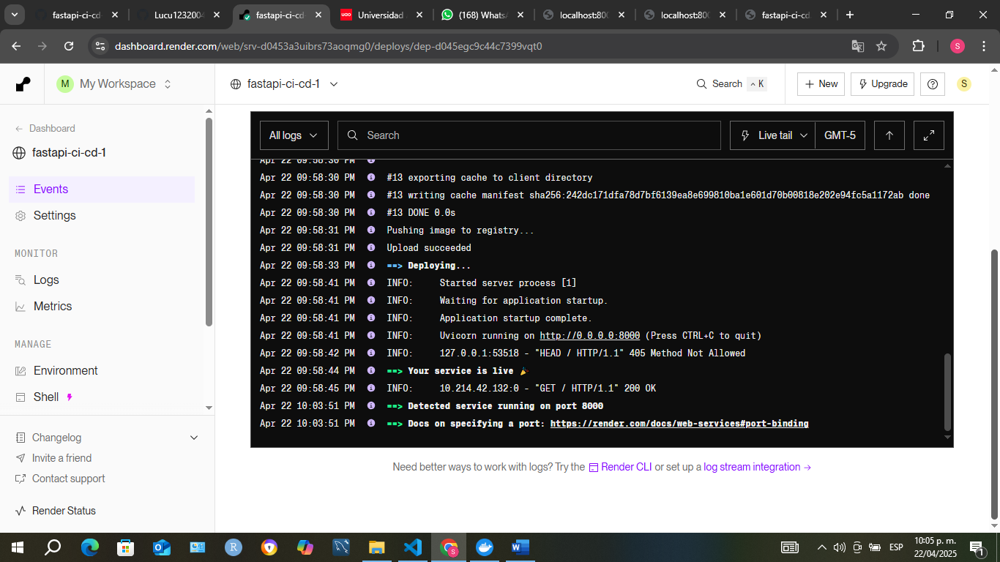 fastapi-ci-cd
Lucu123200
fastapi-ci-cd
UAO
Universidad
(168) Whats
localhost:800
localhost:800
fastapi-ci-cd
dashboard.render.com/web/srv-d0453a3uibrs73aoqmg0/deploys/dep-d045egc9c44c7399vqt0
S
M My Workspace
fastapi-ci-cd-1
Search ⌃ K
+ New
Upgrade
S
← Dashboard
fastapi-ci-cd-1
Events
Settings
MONITOR
Logs
Metrics
MANAGE
Environment
Shell
Changelog
Invite a friend
Contact support
Render Status
All logs
Search
Live tail
GMT-5
Apr 22 09:58:30 PM
Apr 22 09:58:30 PM #13 exporting cache to client directory
Apr 22 09:58:30 PM #13 writing cache manifest sha256:242dc171dfa78d7bf6139ea8e699810ba1e601d70b00818e202e94fc5a1172ab done
Apr 22 09:58:30 PM #13 DONE 0.0s
Apr 22 09:58:31 PM Pushing image to registry...
Apr 22 09:58:31 PM Upload succeeded
Apr 22 09:58:33 PM ==> Deploying...
Apr 22 09:58:41 PM INFO: Started server process [1]
Apr 22 09:58:41 PM INFO: Waiting for application startup.
Apr 22 09:58:41 PM INFO: Application startup complete.
Apr 22 09:58:41 PM INFO: Uvicorn running on http://0.0.0.0:8000 (Press CTRL+C to quit)
Apr 22 09:58:42 PM INFO: 127.0.0.1:53518 - "HEAD / HTTP/1.1" 405 Method Not Allowed
Apr 22 09:58:44 PM ==> Your service is live 🎉
Apr 22 09:58:45 PM INFO: 10.214.42.132:0 - "GET / HTTP/1.1" 200 OK
Apr 22 10:03:51 PM ==> Detected service running on port 8000
Apr 22 10:03:51 PM ==> Docs on specifying a port: https://render.com/docs/web-services#port-binding
Need better ways to work with logs? Try the Render CLI or set up a log stream integration →
ESP
10:05 p. m.
22/04/2025
1